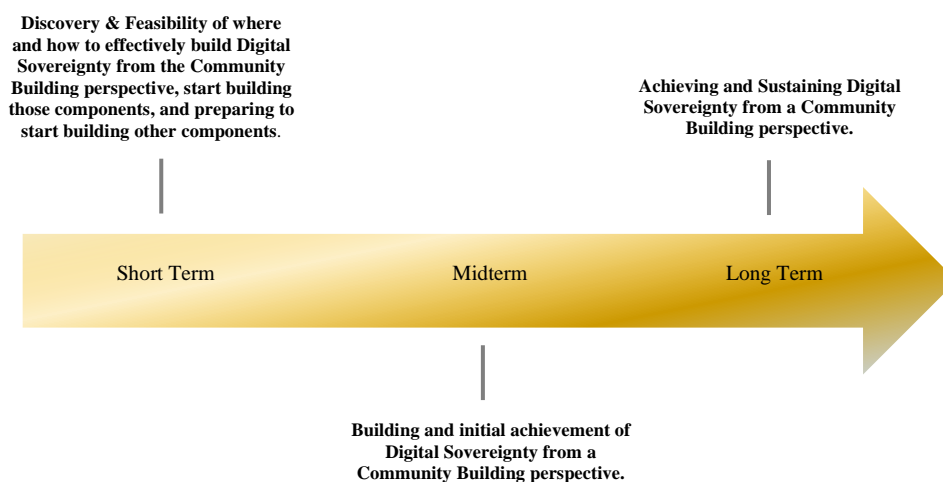 Discovery & Feasibility of where
and how to effectively build Digital
Sovereignty from the Community
Building perspective, start building
those components, and preparing to
start building other components.
Achieving and Sustaining Digital
Sovereignty from a Community
Building perspective.
Short Term
Midterm
Long Term
Building and initial achievement of
Digital Sovereignty from a
Community Building perspective.